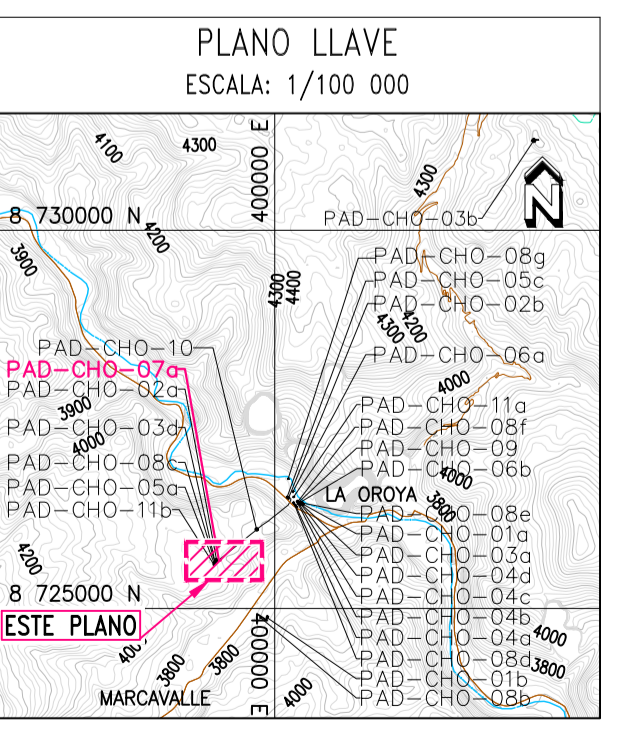 PLANO LLAVE
ESCALA: 1/100 000
4100
4300
400000 E
4300
8 730000 N
4200
PAD-CHO-03b
N
3900
4300
4400
PAD-CHO-08g
PAD-CHO-05c
PAD-CHO-02b
4200
4300
PAD-CHO-10
PAD-CHO-06a
PAD-CHO-07a
PAD-CHO-02a
4000
3900
PAD-CHO-11a
PAD-CHO-03d
PAD-CHO-08f
4000
PAD-CHO-09
PAD-CHO-08c
PAD-CHO-06b
4000
PAD-CHO-05a
LA OROYA
3800
PAD-CHO-11b
PAD-CHO-08e
PAD-CHO-01a
PAD-CHO-03a
4200
PAD-CHO-04d
8 725000 N
PAD-CHO-04c
PAD-CHO-04b
ESTE PLANO
400000 E
PAD-CHO-04a
4000
PAD-CHO-08d
3800
3800
3800
PAD-CHO-01b
MARCAVALLE
4000
PAD-CHO-08b